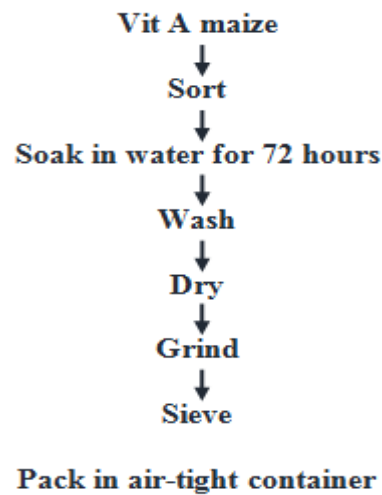 Vit A maize
Sort
Soak in water for 72 hours
Wash
Dry
Grind
Sieve
Pack in air-tight container